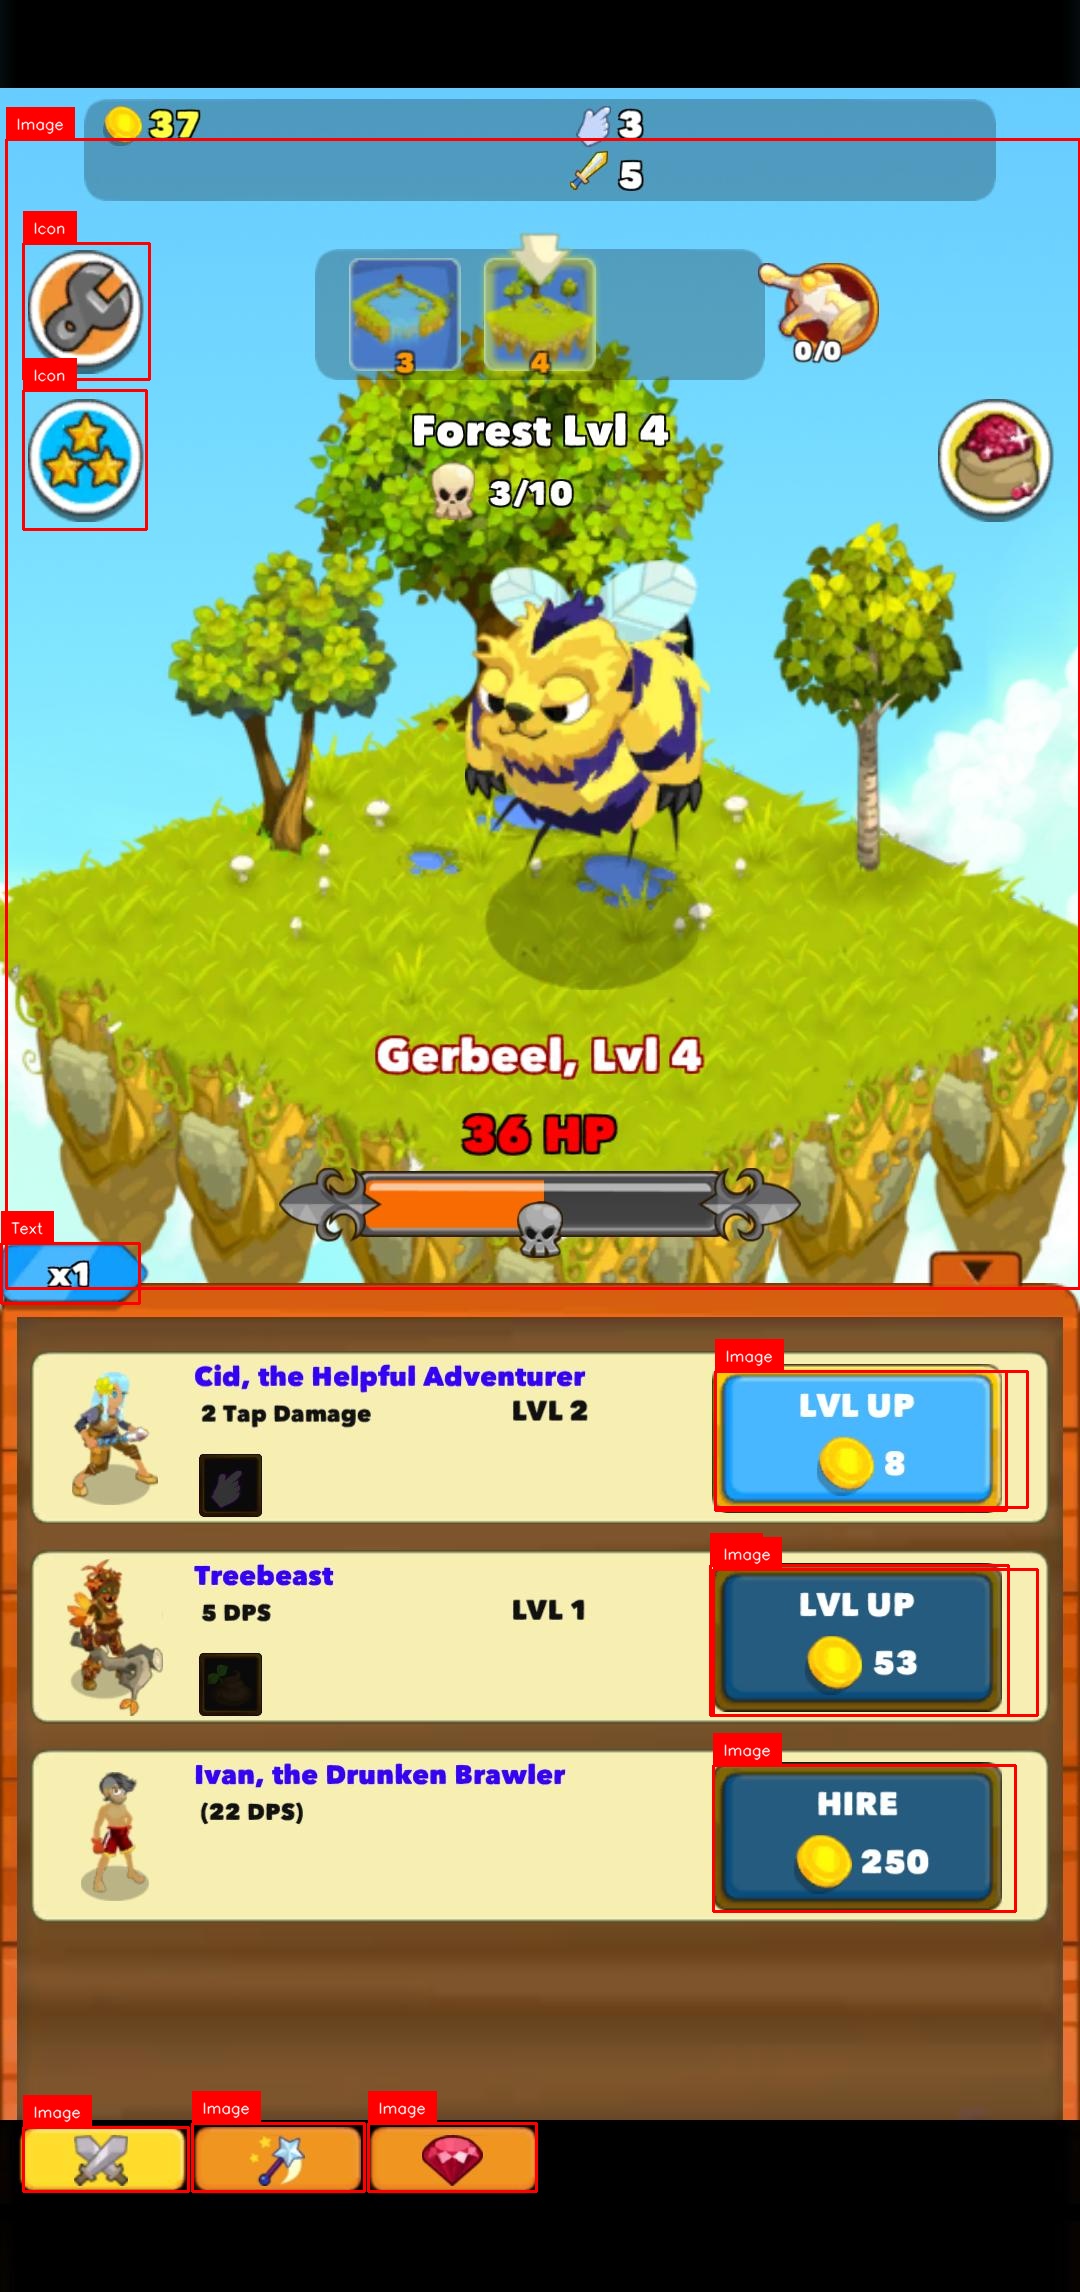 Image
37
3
5
Icon
3
4
0/0
Icon
Forest Lvl 4
3/10
Gerbeel, Lvl 4
36 HP
Text
x1
Image
Cid, the Helpful Adventurer
2 Tap Damage
LVL 2
LVL UP
8
Image
Treebeast
5 DPS
LVL 1
LVL UP
53
Image
Ivan, the Drunken Brawler
(22 DPS)
HIRE
250
Image
Image
Image